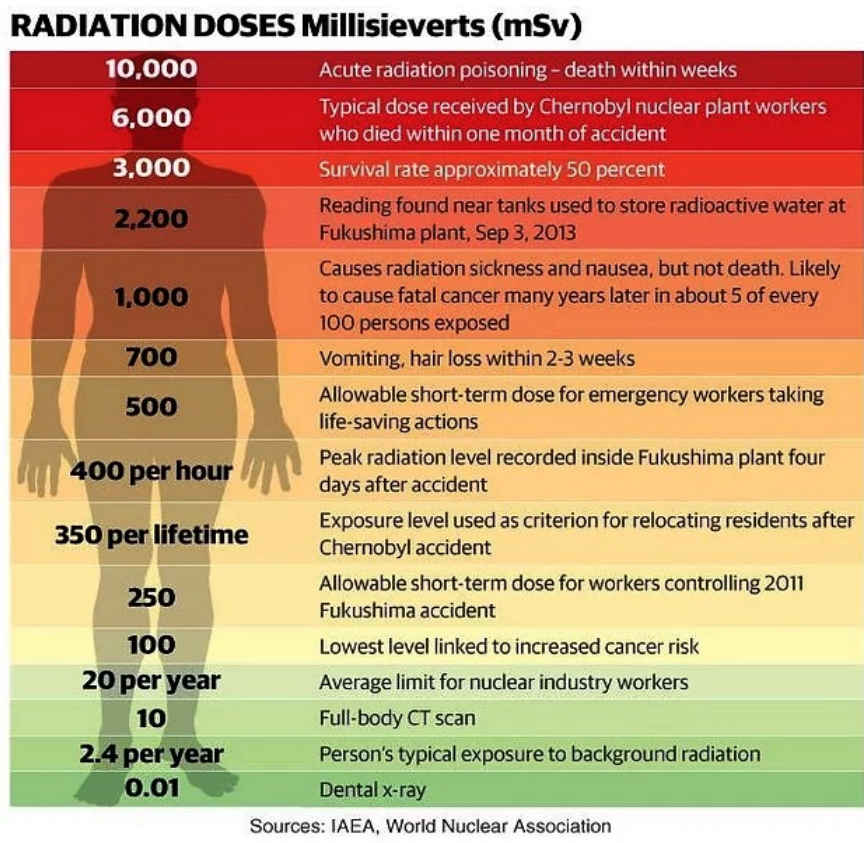 RADIATION DOSES Millisieverts (mSv)
10,000 Acute radiation poisoning – death within weeks
6,000 Typical dose received by Chernobyl nuclear plant workers
who died within one month of accident
3,000 Survival rate approximately 50 percent
2,200 Reading found near tanks used to store radioactive water at
Fukushima plant, Sep 3, 2013
1,000 Causes radiation sickness and nausea, but not death. Likely
to cause fatal cancer many years later in about 5 of every
100 persons exposed
700 Vomiting, hair loss within 2-3 weeks
500 Allowable short-term dose for emergency workers taking
life-saving actions
400 per hour Peak radiation level recorded inside Fukushima plant four
days after accident
350 per lifetime Exposure level used as criterion for relocating residents after
Chernobyl accident
250 Allowable short-term dose for workers controlling 2011
Fukushima accident
100 Lowest level linked to increased cancer risk
20 per year Average limit for nuclear industry workers
10 Full-body CT scan
2.4 per year Person's typical exposure to background radiation
0.01 Dental x-ray
Sources: IAEA, World Nuclear Association